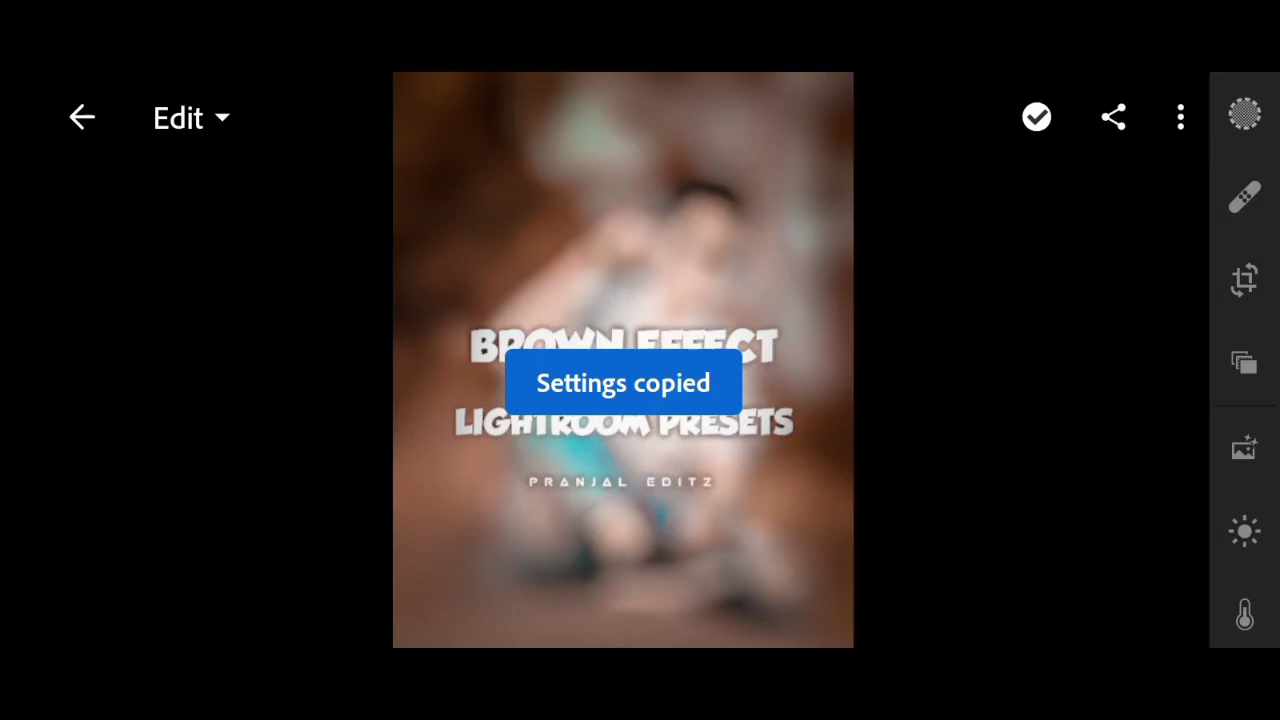 Edit
BROWN EFFECT
Settings copied
LIGHTROOM PRESETS
PRANJAL EDITZ